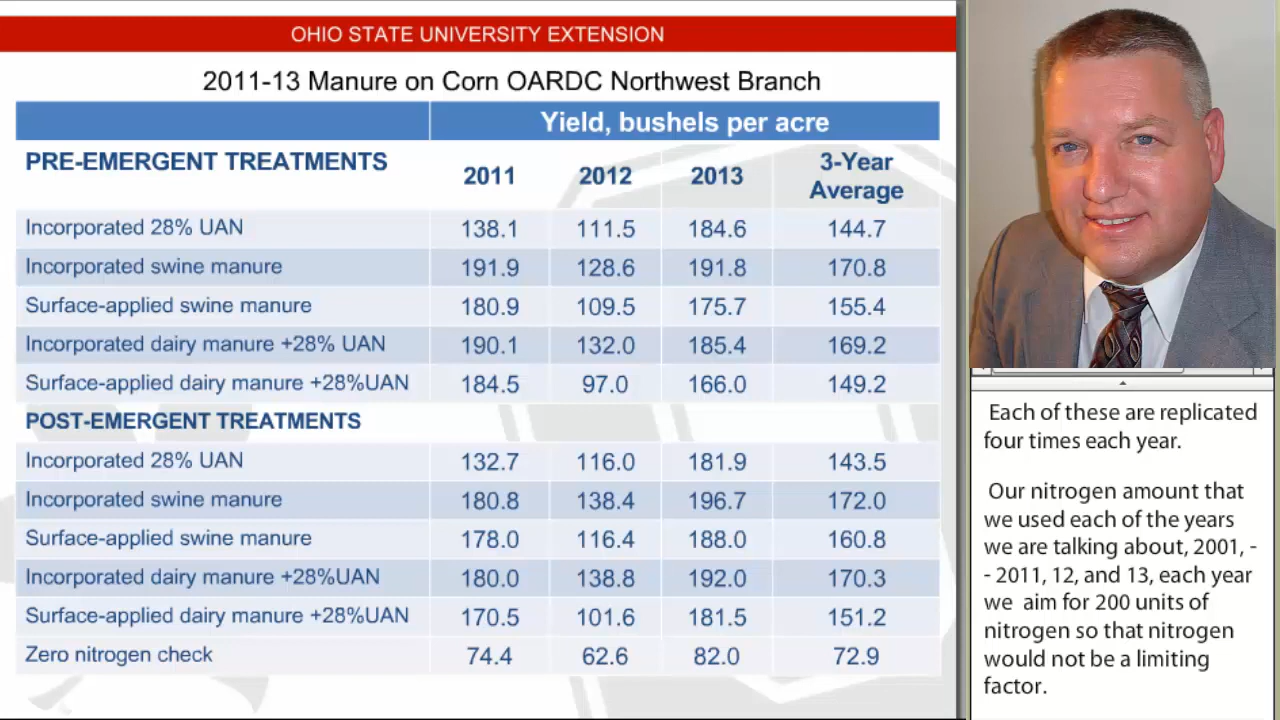 OHIO STATE UNIVERSITY EXTENSION
2011-13 Manure on Corn OARDC Northwest Branch
Yield, bushels per acre
PRE-EMERGENT TREATMENTS 2011 2012 2013 3-Year Average
Incorporated 28% UAN 138.1 111.5 184.6 144.7
Incorporated swine manure 191.9 128.6 191.8 170.8
Surface-applied swine manure 180.9 109.5 175.7 155.4
Incorporated dairy manure +28% UAN 190.1 132.0 185.4 169.2
Surface-applied dairy manure +28%UAN 184.5 97.0 166.0 149.2
POST-EMERGENT TREATMENTS
Incorporated 28% UAN 132.7 116.0 181.9 143.5
Incorporated swine manure 180.8 138.4 196.7 172.0
Surface-applied swine manure 178.0 116.4 188.0 160.8
Incorporated dairy manure +28%UAN 180.0 138.8 192.0 170.3
Surface-applied dairy manure +28%UAN 170.5 101.6 181.5 151.2
Zero nitrogen check 74.4 62.6 82.0 72.9
Each of these are replicated
four times each year.
Our nitrogen amount that
we used each of the years
we are talking about, 2001, -
- 2011, 12, and 13, each year
we aim for 200 units of
nitrogen so that nitrogen
would not be a limiting
factor.